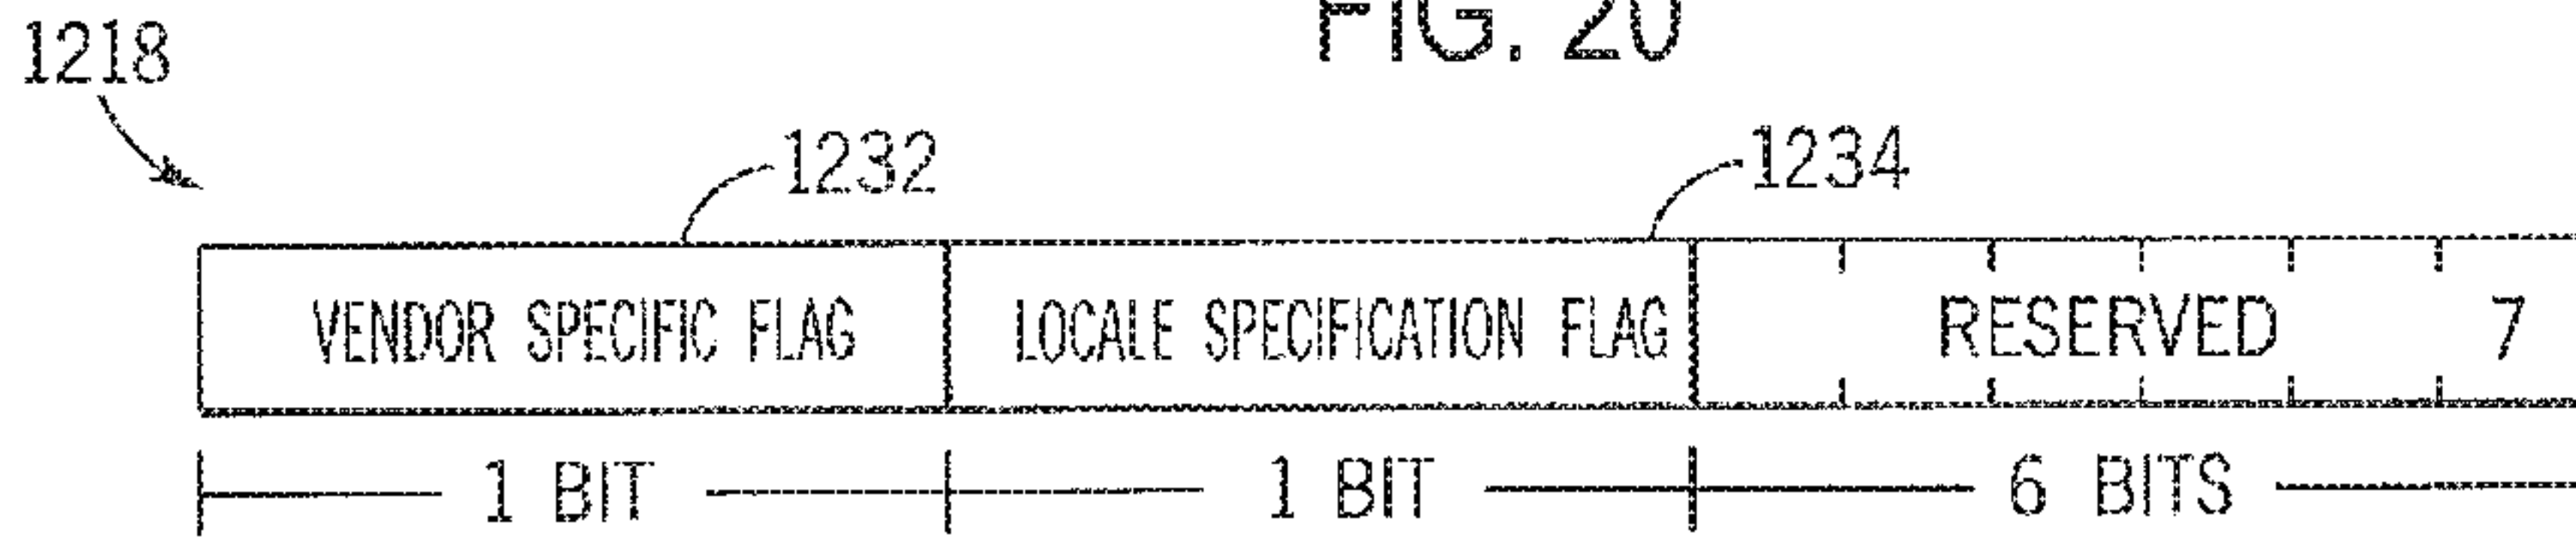 FIG. 20
1218
1232
1234
VENDOR SPECIFIC FLAG LOCALE SPECIFICATION FLAG RESERVED 7
1 BIT 1 BIT 6 BITS